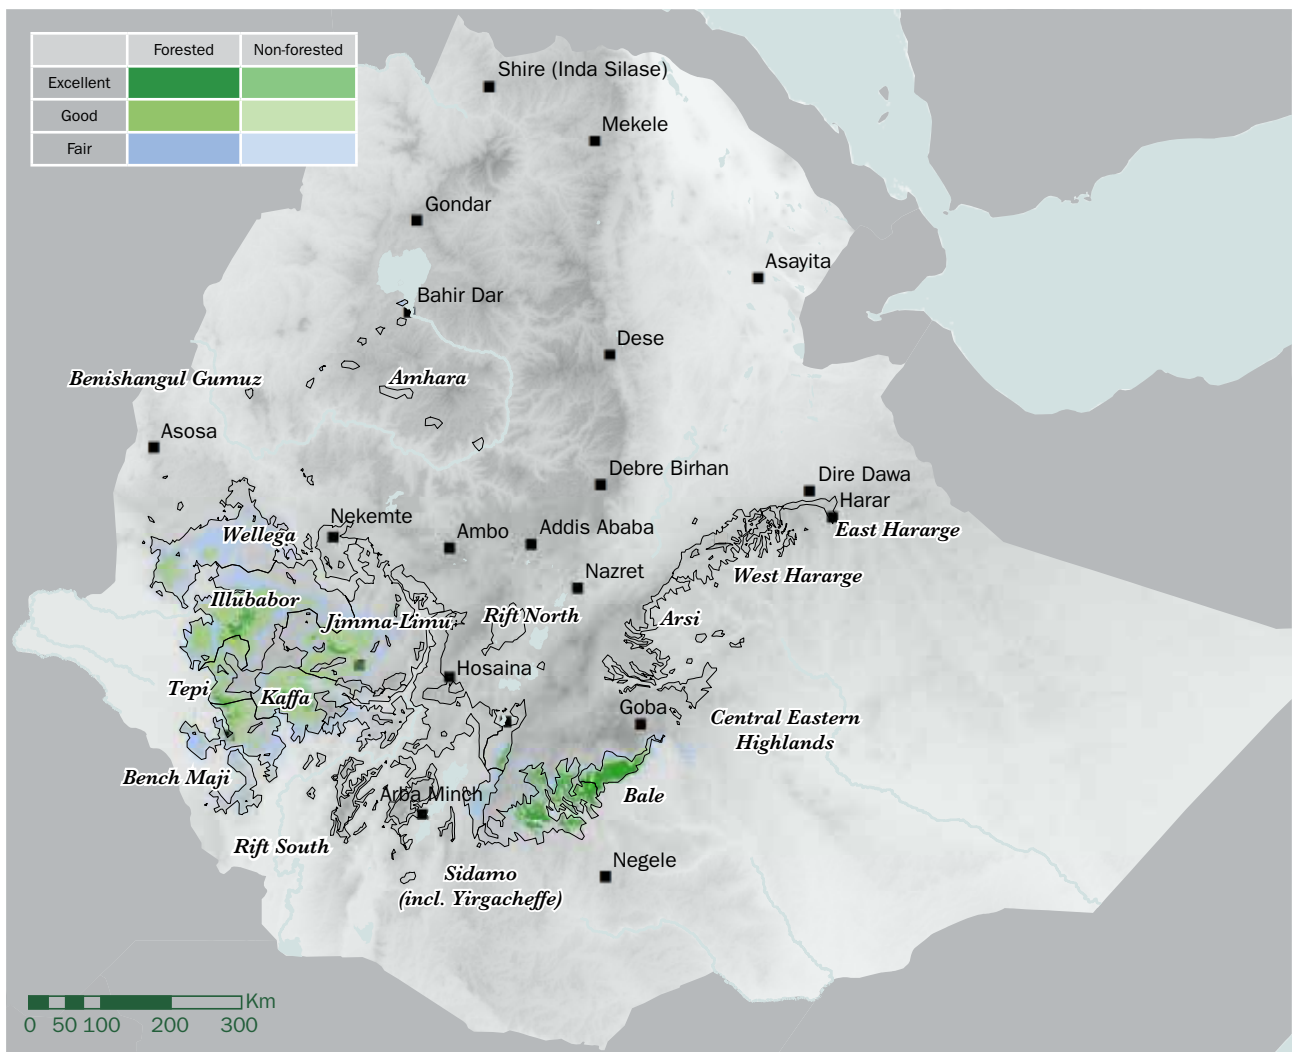 Forested Non-forested
Excellent
Good
Fair
Shire (Inda Silase)
Mekele
Gondar
Asayita
Bahir Dar
Dese
Benishangul Gumuz
Amhara
Asosa
Debre Birhan
Dire Dawa
Harar
Nekemte
Wellega
Ambo
Addis Ababa
East Hararge
Nazret
West Hararge
Illubabor
Jimma-Limu
Rift North
Arsi
Hosaina
Tepi
Kaffa
Goba
Central Eastern
Highlands
Bench Maji
Arba Minch
Bale
Rift South
Negele
Sidamo
(incl. Yirgacheffe)
Km
0 50 100 200 300